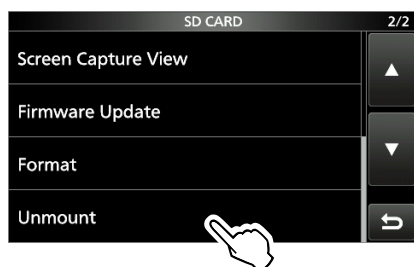 SD CARD 2/2
Screen Capture View
Firmware Update
Format
Unmount